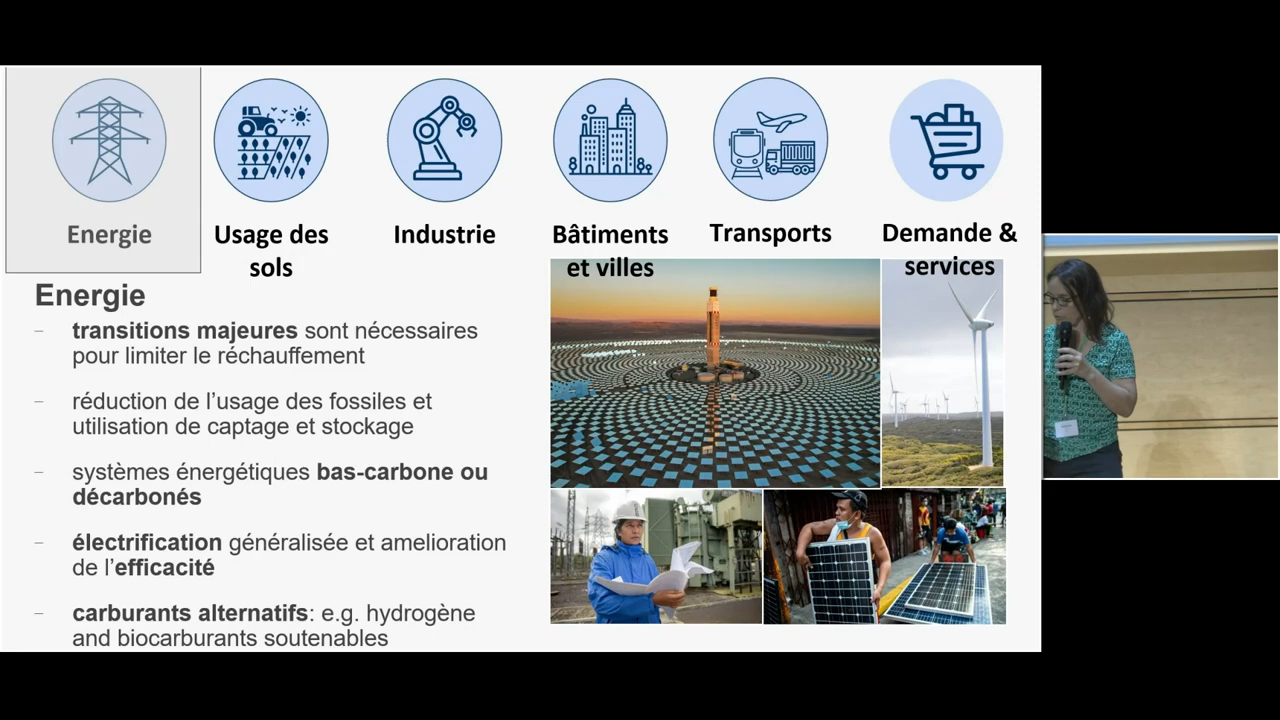 Energie
Usage des
sols
Industrie
Bâtiments
et villes
Transports
Demande &
services
Energie
– transitions majeures sont nécessaires
pour limiter le réchauffement
– réduction de l’usage des fossiles et
utilisation de captage et stockage
– systèmes énergétiques bas-carbone ou
décarbonés
– électrification généralisée et amelioration
de l’efficacité
– carburants alternatifs: e.g. hydrogène
and biocarburants soutenables